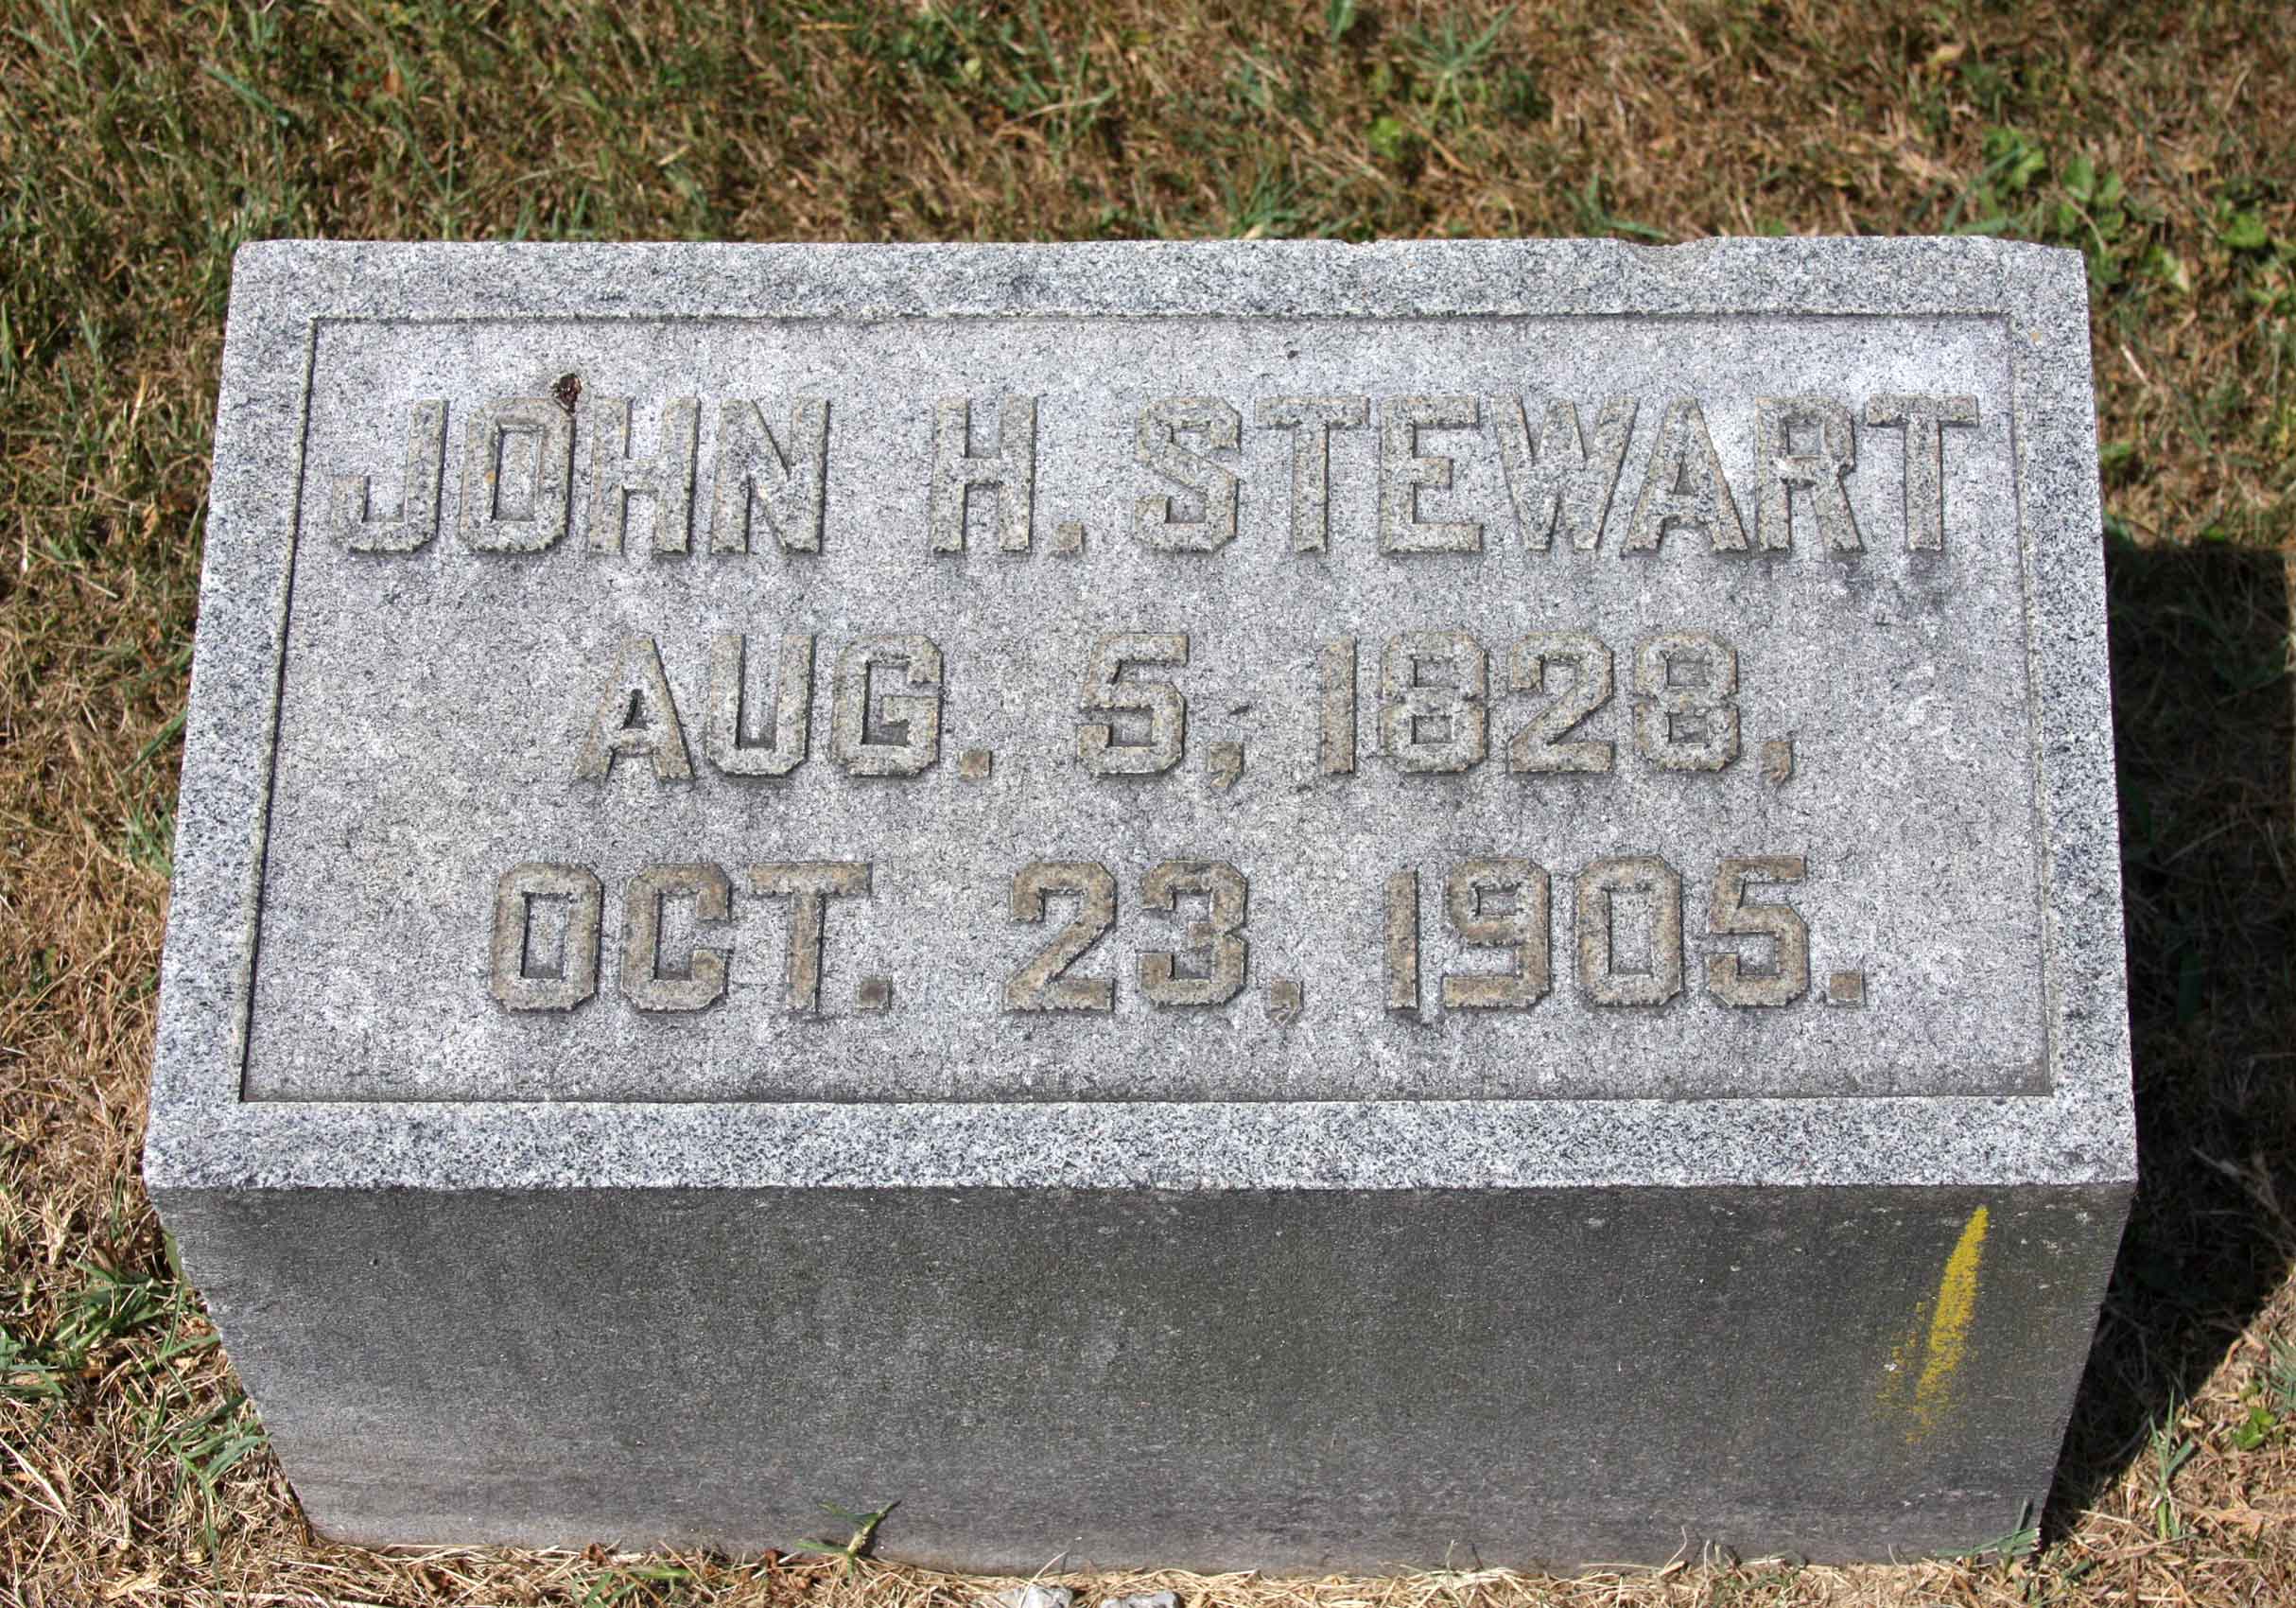 JOHN H. STEWART
AUG. 5, 1828,
OCT. 23, 1905.